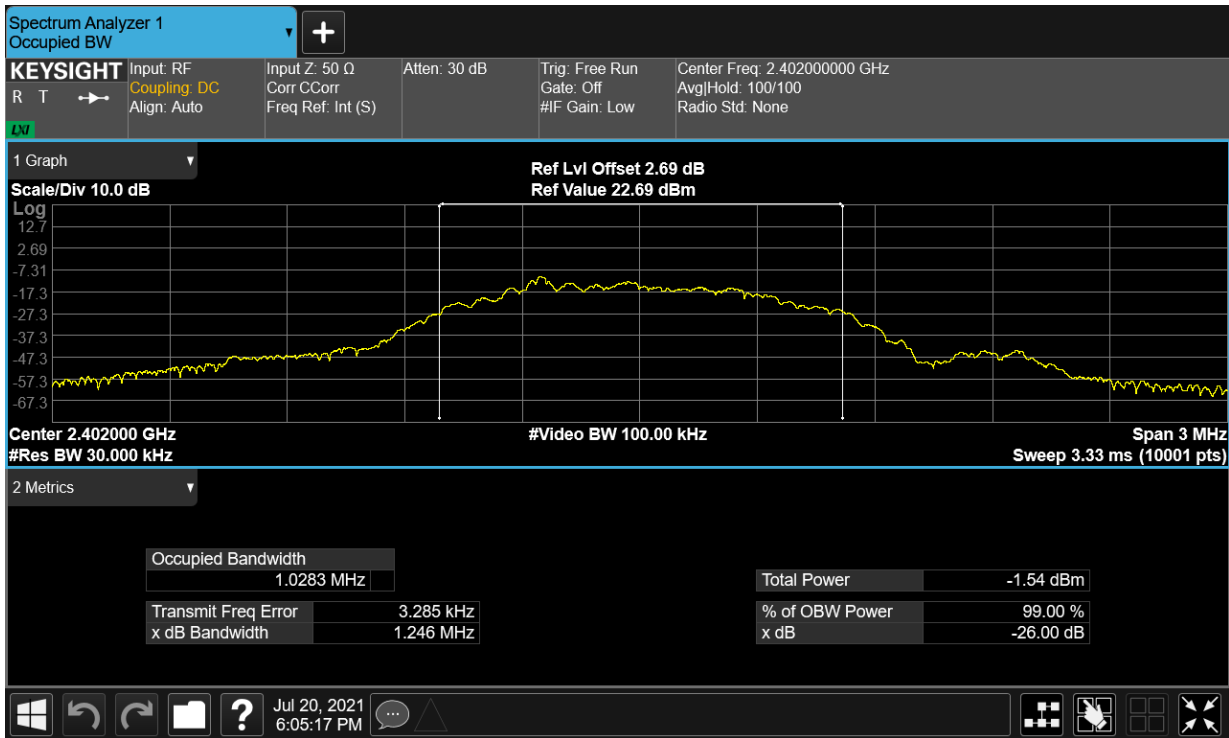 Spectrum Analyzer 1
Occupied BW
KEYSIGHT
R T
LXI
Input: RF
Coupling: DC
Align: Auto
Input Z: 50 Ω
Corr CCorr
Freq Ref: Int (S)
Atten: 30 dB
Trig: Free Run
Gate: Off
#IF Gain: Low
Center Freq: 2.402000000 GHz
Avg|Hold: 100/100
Radio Std: None
1 Graph
Scale/Div 10.0 dB
Ref Lvl Offset 2.69 dB
Ref Value 22.69 dBm
Log
12.7
2.69
-7.31
-17.3
-27.3
-37.3
-47.3
-57.3
-67.3
Center 2.402000 GHz
#Res BW 30.000 kHz
#Video BW 100.00 kHz
Span 3 MHz
Sweep 3.33 ms (10001 pts)
2 Metrics
Occupied Bandwidth
1.0283 MHz
Transmit Freq Error 3.285 kHz
x dB Bandwidth 1.246 MHz
Total Power -1.54 dBm
% of OBW Power 99.00 %
x dB -26.00 dB
?
Jul 20, 2021
6:05:17 PM